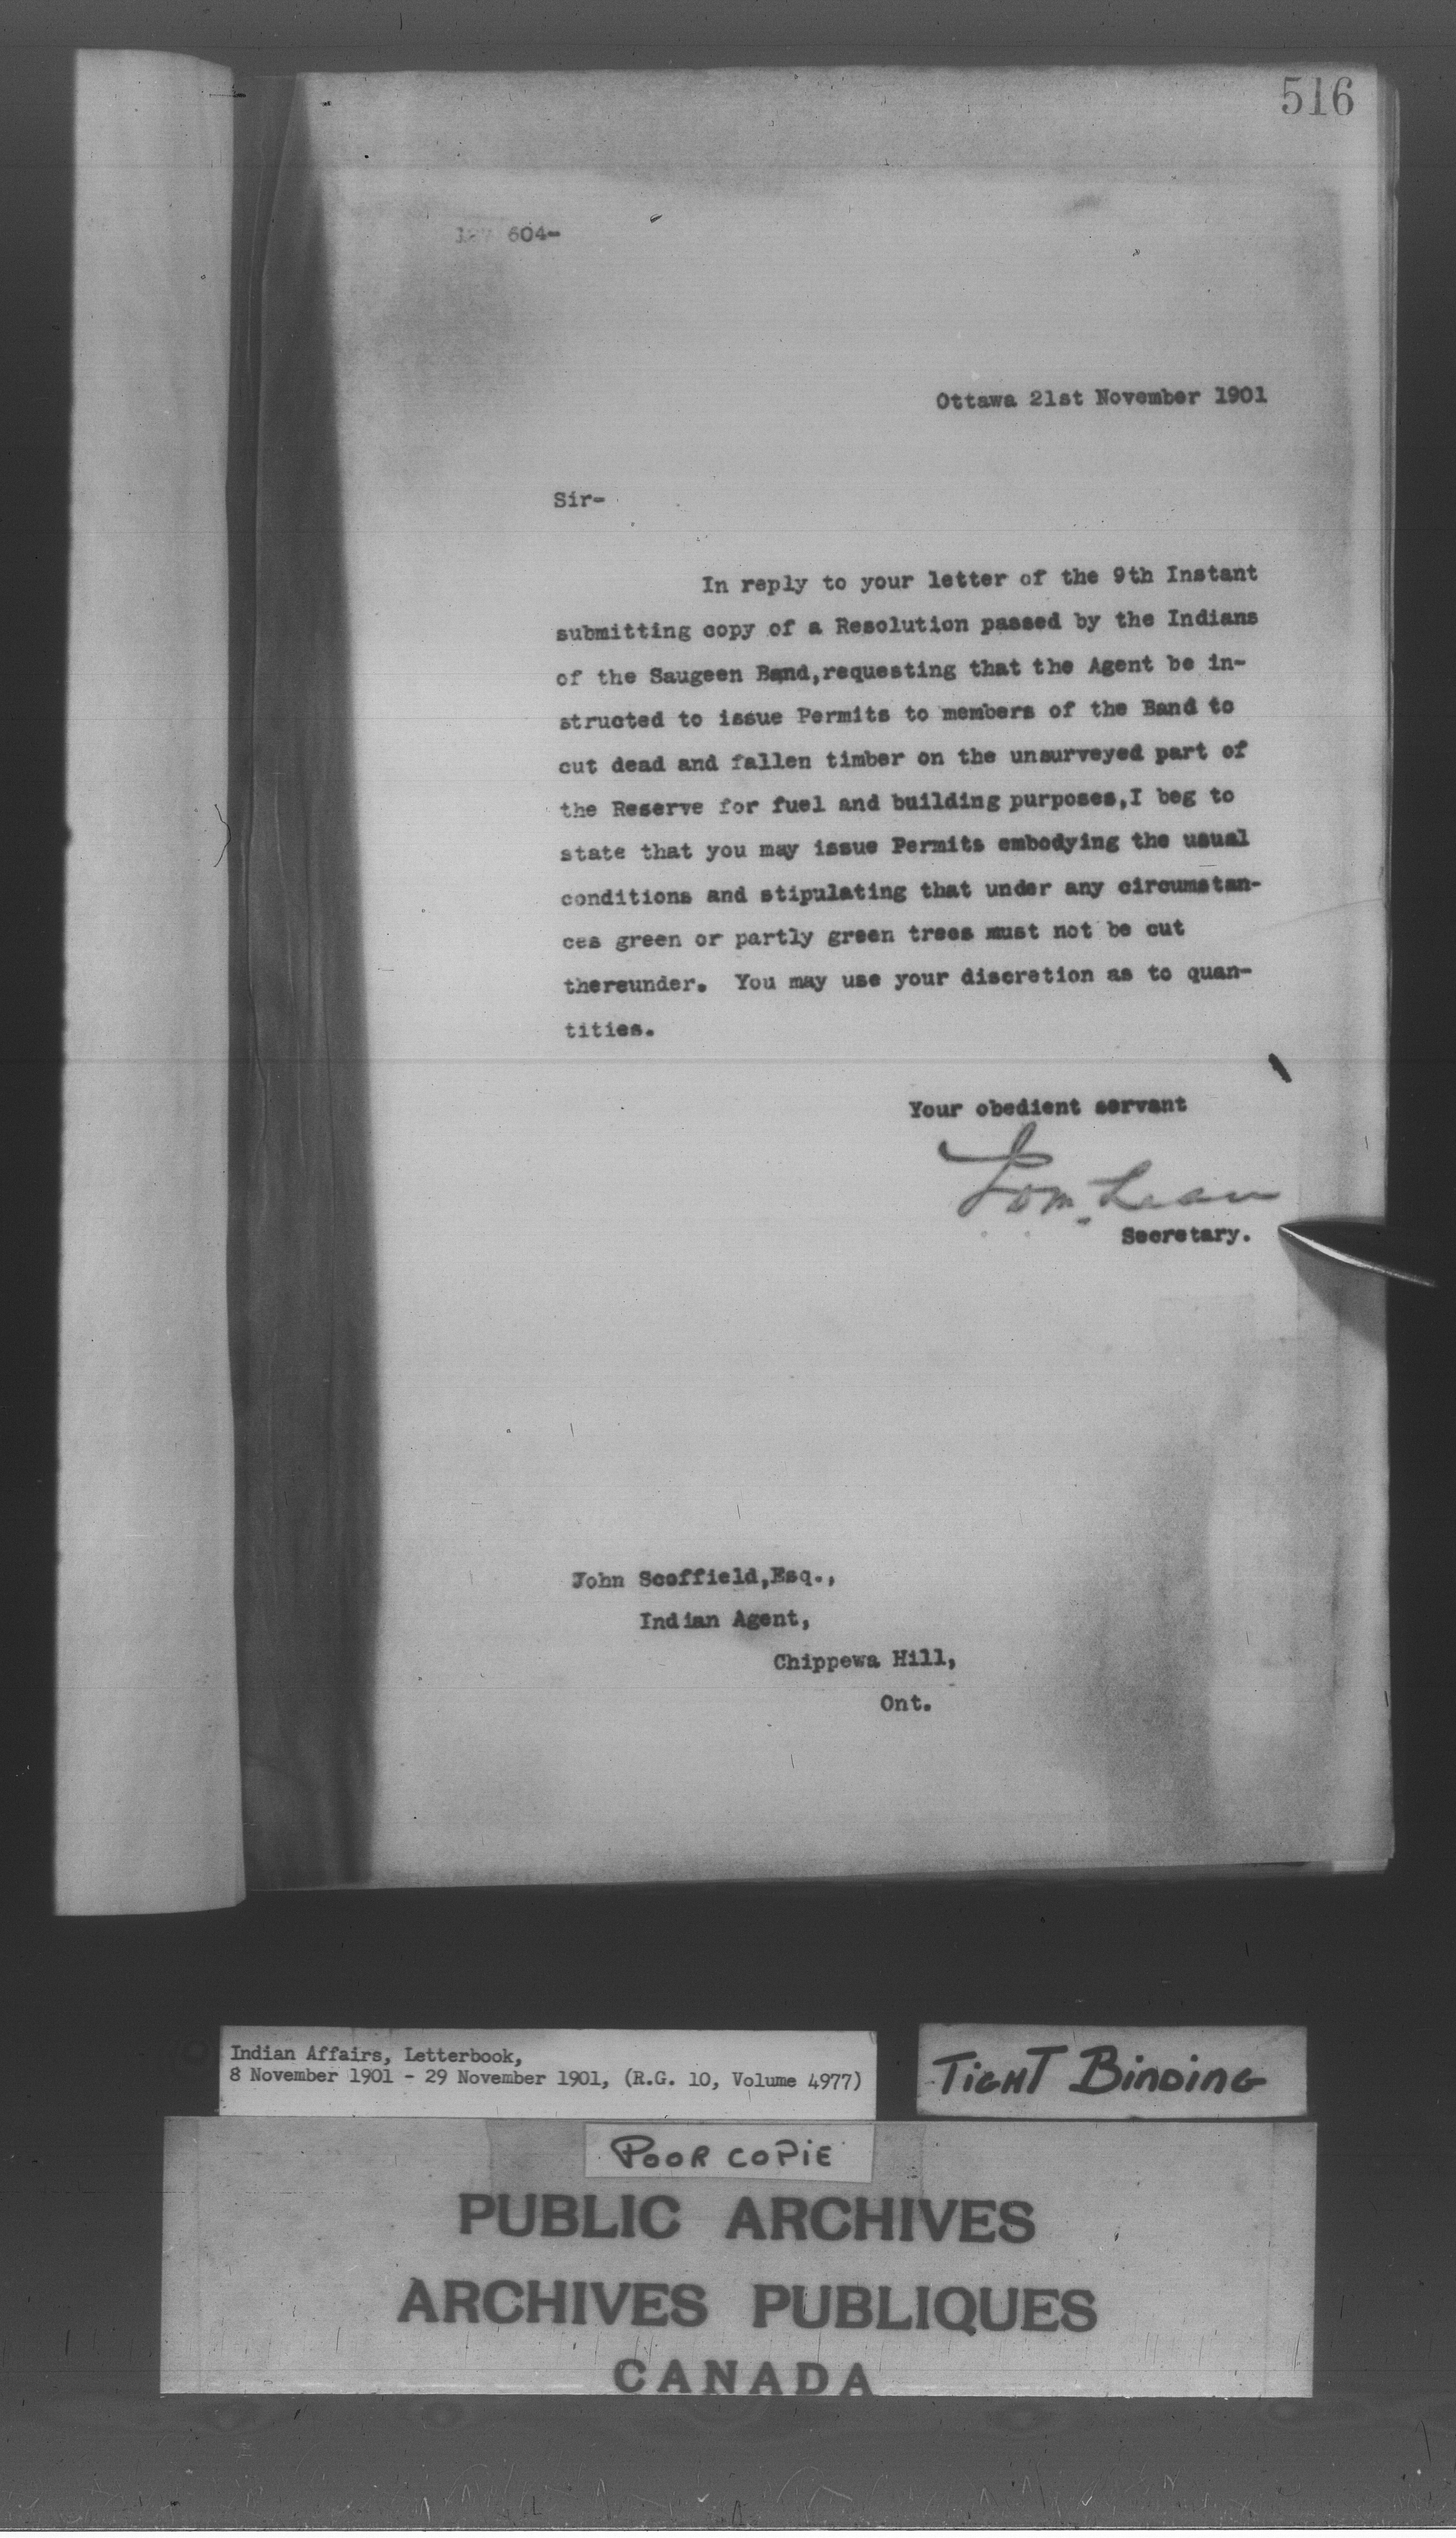 516
604-
Ottawa 21st November 1901
Sir-
In reply to your letter of the 9th Instant
submitting copy of a Resolution passed by the Indians
of the Saugeen Band,requesting that the Agent be in-
structed to issue Permits to members of the Band to
cut dead and fallen timber on the unsurveyed part of
the Reserve for fuel and building purposes,I beg to
state that you may issue Permits embodying the usual
conditions and stipulating that under any circumstan-
ces green or partly green trees must not be cut
thereunder. You may use your discretion as to quan-
tities.
Your obedient servant
Secretary.
John Scoffield,Esq.,
Indian Agent,
Chippewa Hill,
Ont.
Indian Affairs, Letterbook,
8 November 1901 - 29 November 1901, (R.G. 10, Volume 4977)
TIGHT BINDING
POOR COPIE
PUBLIC ARCHIVES
ARCHIVES PUBLIQUES
CANADA